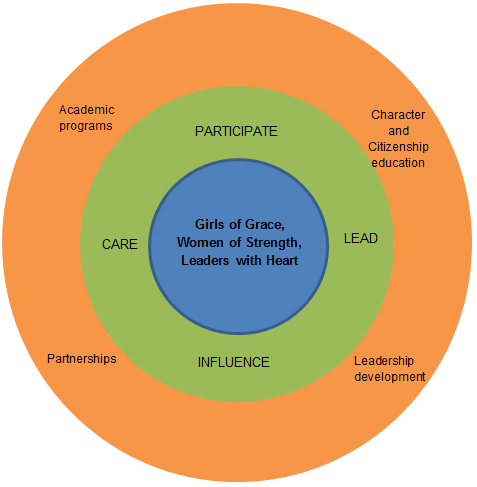 Academic
programs
Character
and
Citizenship
education
PARTICIPATE
Girls of Grace,
Women of Strength,
Leaders with Heart
CARE
LEAD
Partnerships
INFLUENCE
Leadership
development